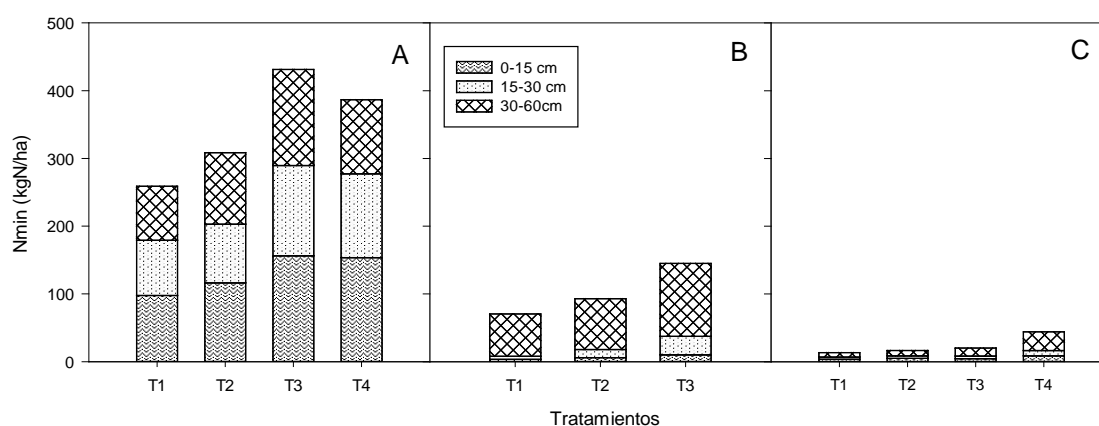 500
400
300
200
100
0
Nmin (kgN/ha)
A
B
C
0-15 cm
15-30 cm
30-60cm
T1 T2 T3 T4
T1 T2 T3
T1 T2 T3 T4
Tratamientos